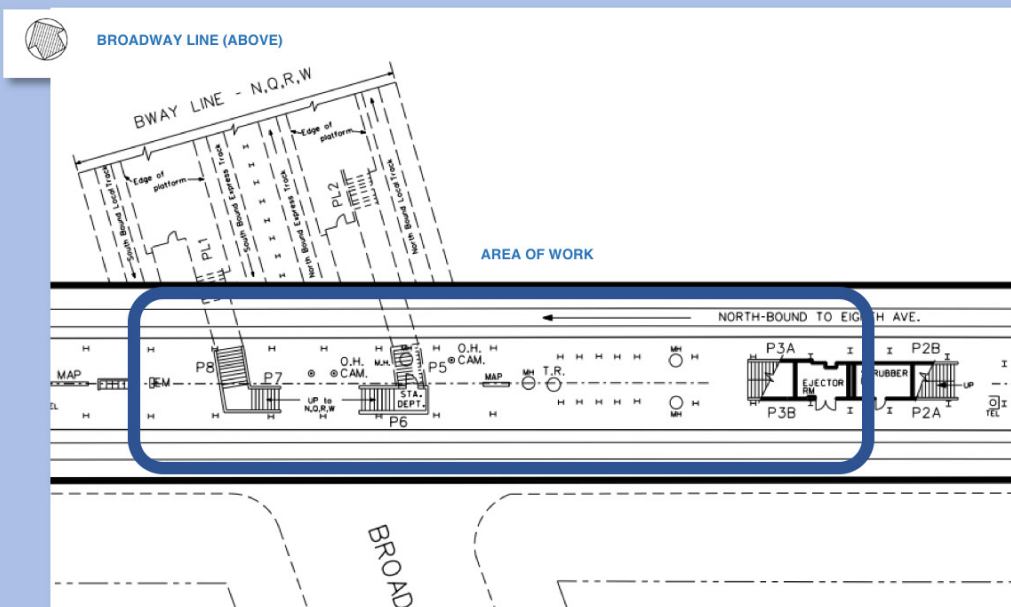 BROADWAY LINE (ABOVE)
BWAY LINE - N,Q,R,W
Edge of
platform
Edge of
platform
South Bound Local Track
South Bound Express Track
North Bound Express Track
North Bound Local Track
PL1
PL2
AREA OF WORK
NORTH-BOUND TO EIGHTH AVE.
MAP
EM
P8
P7
O.H.
CAM.
M.H.
P5
O.H.
CAM.
MAP
MH
T.R.
MH
MH
UP to
N,Q,R,W
STA.
DEPT.
P6
P3A
P2B
EJECTOR
RM
RUBBER
UP
P3B
P2A
TEL
BROAD